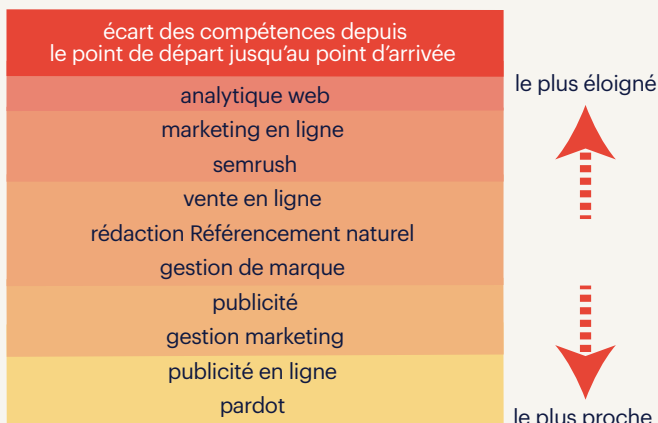 écart des compétences depuis
le point de départ jusqu'au point d'arrivée
le plus éloigné
analytique web
marketing en ligne
semrush
vente en ligne
rédaction Référencement naturel
gestion de marque
publicité
gestion marketing
publicité en ligne
pardot
le plus proche